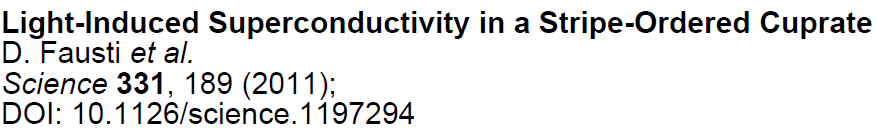 Light-Induced Superconductivity in a Stripe-Ordered Cuprate
D. Fausti et al.
Science 331, 189 (2011);
DOI: 10.1126/science.1197294